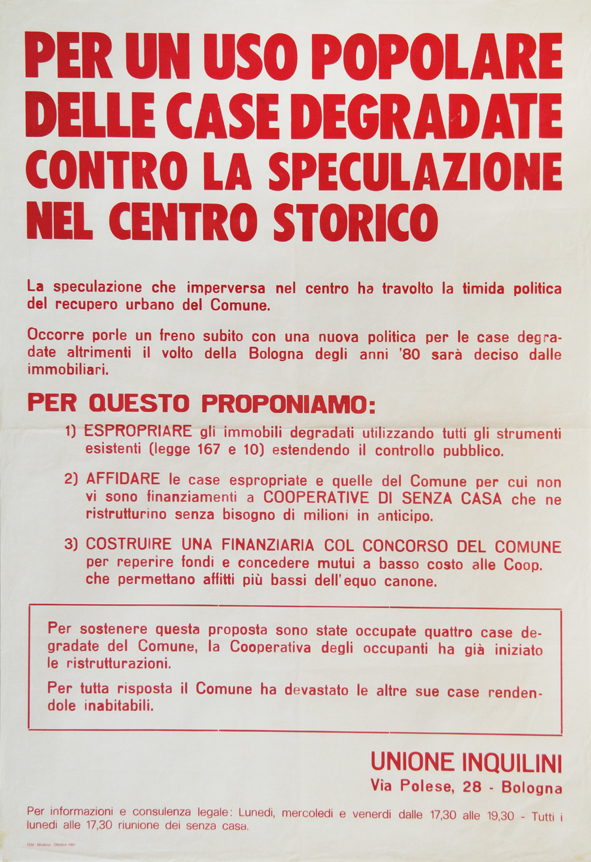 PER UN USO POPOLARE
DELLE CASE DEGRADATE
CONTRO LA SPECULAZIONE
NEL CENTRO STORICO
La speculazione che imperversa nel centro ha travolto la timida politica
del recupero urbano del Comune.
Occorre porle un freno subito con una nuova politica per le case degra-
date altrimenti il volto della Bologna degli anni '80 sarà deciso dalle
immobiliari.
PER QUESTO PROPONIAMO:
1) ESPROPRIARE gli immobili degradati utilizzando tutti gli strumenti
esistenti (legge 167 e 10) estendendo il controllo pubblico.
2) AFFIDARE le case espropriate e quelle del Comune per cui non
vi sono finanziamenti a COOPERATIVE DI SENZA CASA che ne
ristrutturino senza bisogno di milioni in anticipo.
3) COSTRUIRE UNA FINANZIARIA COL CONCORSO DEL COMUNE
per reperire fondi e concedere mutui a basso costo alle Coop.
che permettano affitti più bassi dell'equo canone.
Per sostenere questa proposta sono state occupate quattro case de-
gradate del Comune, la Cooperativa degli occupanti ha già iniziato
le ristrutturazioni.
Per tutta risposta il Comune ha devastato le altre sue case renden-
dole inabitabili.
UNIONE INQUILINI
Via Polese, 28 - Bologna
Per informazioni e consulenza legale: Lunedi, mercoledi e venerdi dalle 17,30 alle 19,30 - Tutti i
lunedi alle 17,30 riunione dei senza casa.